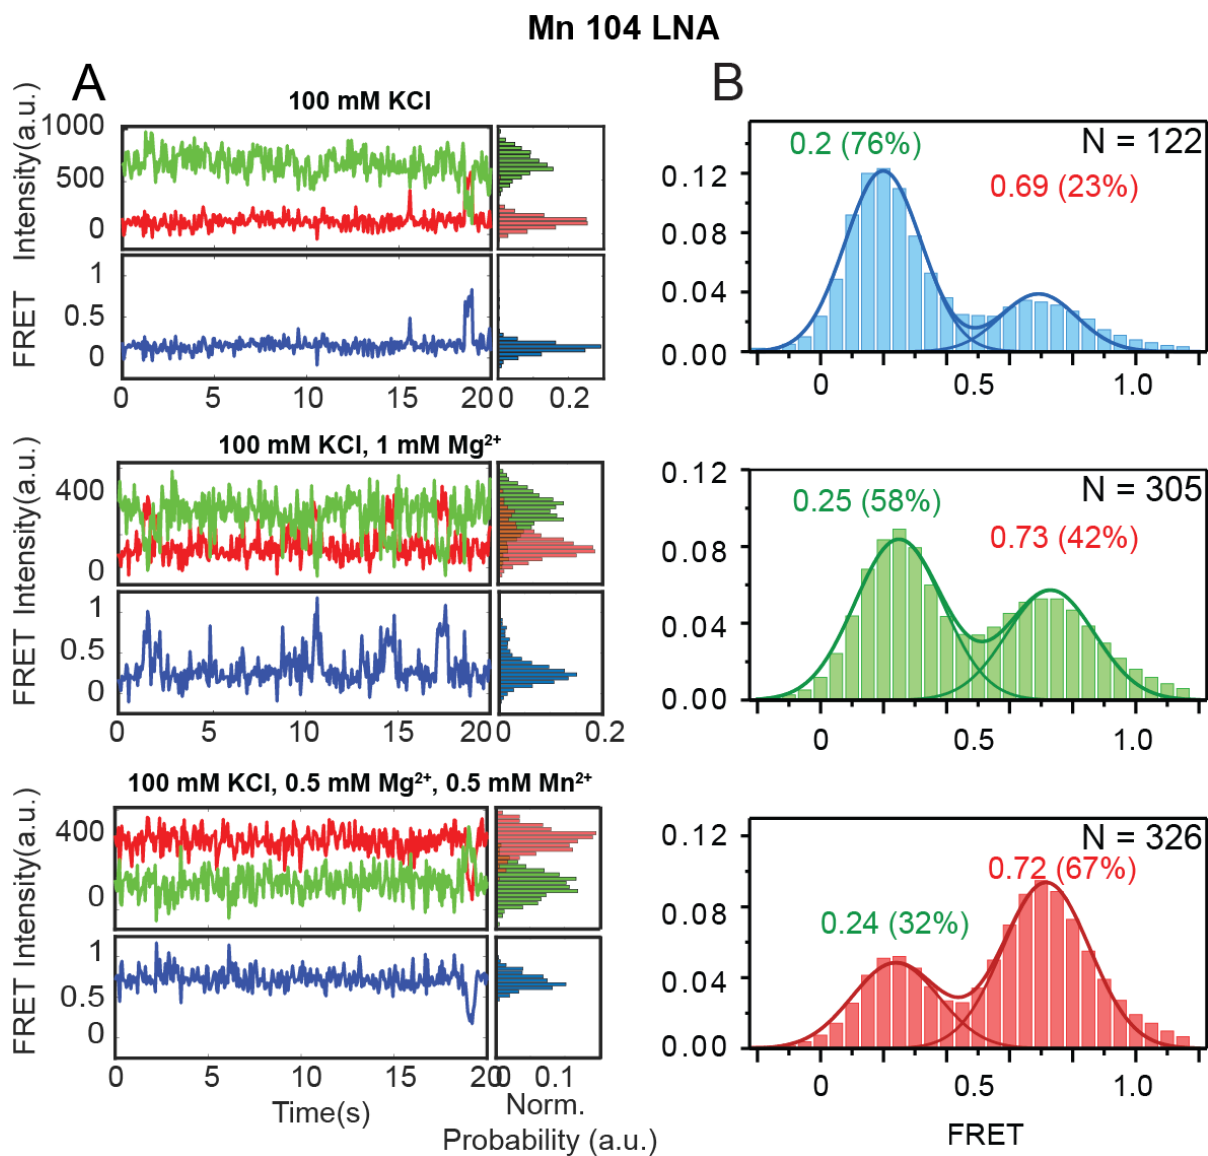 Mn 104 LNA
A
100 mM KCl
Intensity(a.u.)
1000
500
0
FRET
1
0.5
0
0 5 10 15 20
0 0.2
100 mM KCl, 1 mM Mg²⁺
Intensity(a.u.)
400
0
FRET
1
0.5
0
0 5 10 15 20
0 0.2
100 mM KCl, 0.5 mM Mg²⁺, 0.5 mM Mn²⁺
Intensity(a.u.)
400
0
FRET
1
0.5
0
0 5 10 15 20
0 0.1
Time(s)
Norm.
Probability (a.u.)
B
0.2 (76%)
N = 122
0.69 (23%)
0.12
0.08
0.04
0.00
0 0.5 1.0
0.12
N = 305
0.25 (58%)
0.73 (42%)
0.08
0.04
0.00
0 0.5 1.0
N = 326
0.12
0.72 (67%)
0.24 (32%)
0.08
0.04
0.00
0 0.5 1.0
FRET